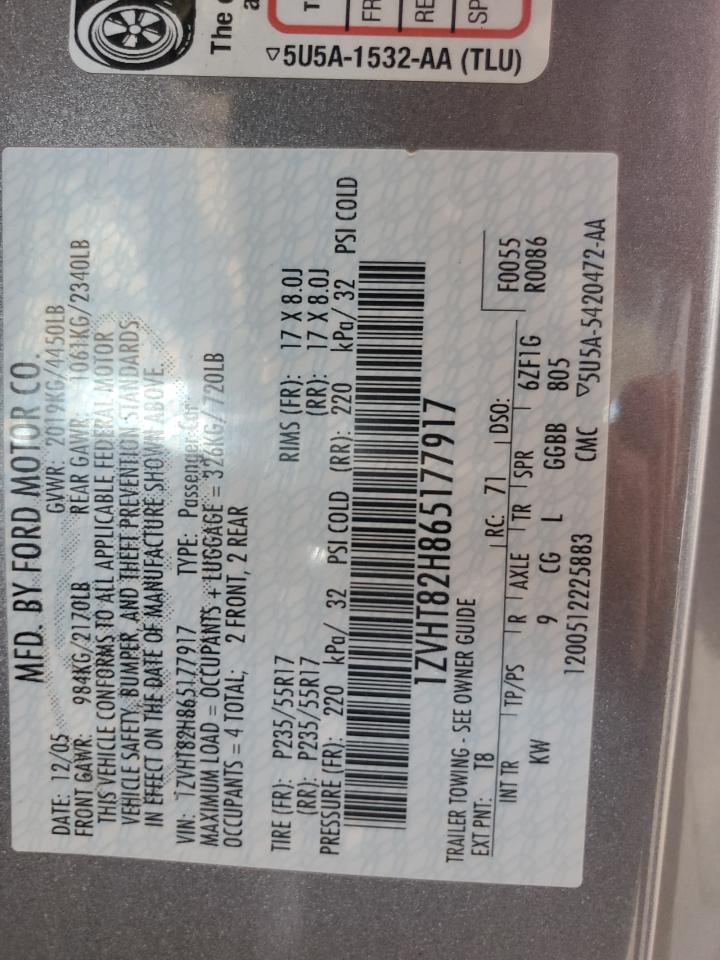 The
a
T
FR
RE
SP
▽5U5A-1532-AA (TLU)
MFD. BY FORD MOTOR CO.
DATE: 12/05 GVWR: 2019KG/4450LB
FRONT GAWR: 984KG/2170LB REAR GAWR: 1061KG/2340LB
THIS VEHICLE CONFORMS TO ALL APPLICABLE FEDERAL MOTOR
VEHICLE SAFETY, BUMPER, AND THEFT PREVENTION STANDARDS
IN EFFECT ON THE DATE OF MANUFACTURE SHOWN ABOVE.
VIN: 1ZVHT82H865177917 TYPE: Passenger Car
MAXIMUM LOAD = OCCUPANTS + LUGGAGE = 326KG/720LB
OCCUPANTS = 4 TOTAL; 2 FRONT, 2 REAR
TIRE (FR): P235/55R17 RIMS (FR): 17 X 8.0J
(RR): P235/55R17 (RR): 17 X 8.0J
PRESSURE (FR): 220 kPa/ 32 PSI COLD (RR): 220 kPa/ 32 PSI COLD
1ZVHT82H865177917
TRAILER TOWING - SEE OWNER GUIDE
EXT PNT: T8 RC: 71 DSO: F0055
INT TR TP/PS R AXLE TR SPR 6ZF1G R0086
KW 9 CG L GGBB 805
1200512225883 CMC ▽5U5A-5420472-AA